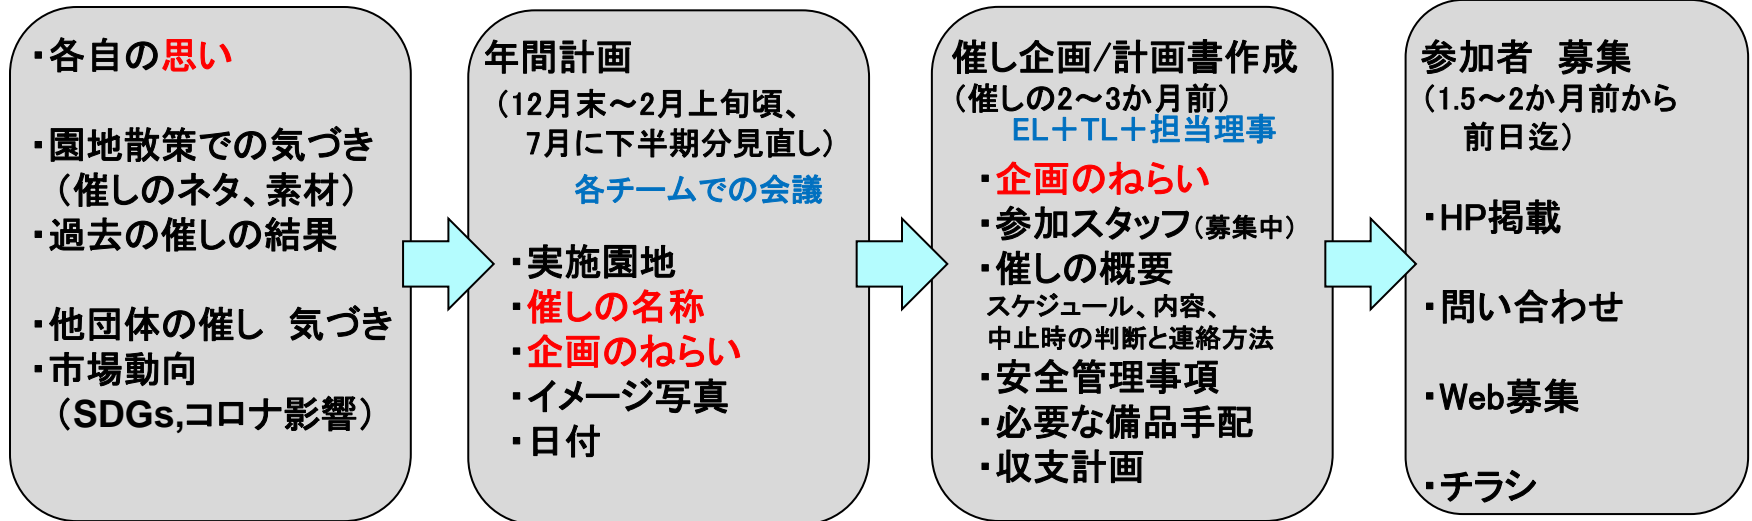 ・各自の思い
・園地散策での気づき
（催しのネタ、素材）
・過去の催しの結果
・他団体の催し　気づき
・市場動向
（SDGs,コロナ影響）
年間計画
（12月末～2月上旬頃、
7月に下半期分見直し）
各チームでの会議
・実施園地
・催しの名称
・企画のねらい
・イメージ写真
・日付
催し企画/計画書作成
（催しの2～3か月前）
EL＋TL＋担当理事
・企画のねらい
・参加スタッフ（募集中）
・催しの概要
スケジュール、内容、
中止時の判断と連絡方法
・安全管理事項
・必要な備品手配
・収支計画
参加者　募集
（1.5～2か月前から
前日迄）
・HP掲載
・問い合わせ
・Web募集
・チラシ